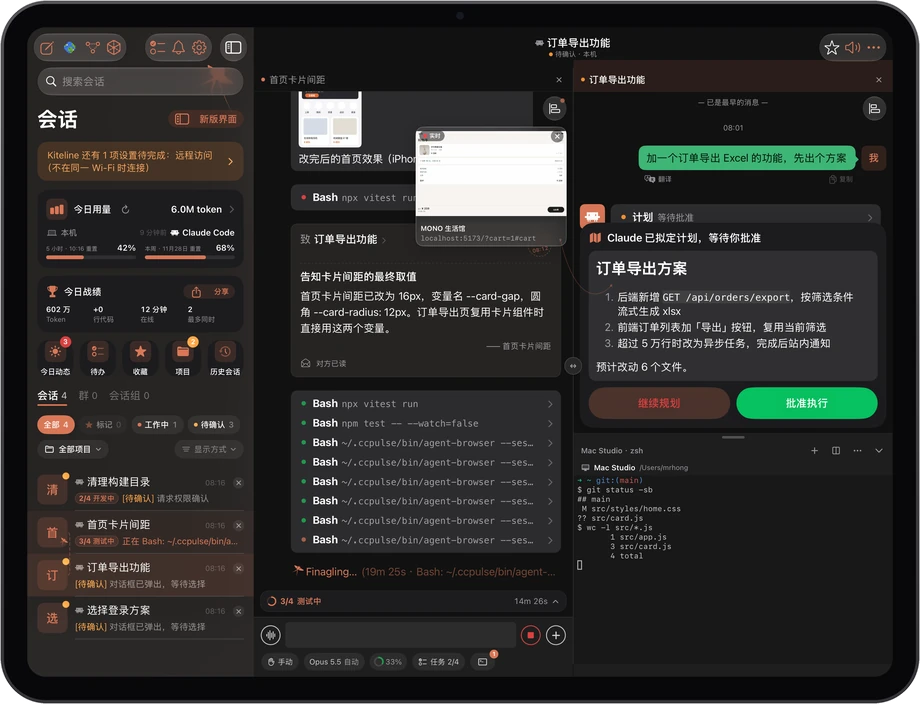 搜索会话
会话
新版界面
Kiteline 还有 1 项设置待完成：远程访问
（不在同一 Wi-Fi 时连接）
今日用量
6.0M token
本机
9 分钟前
Claude Code
5 小时 · 10:16 重置
42%
本周 · 11月28日 重置
68%
今日战绩
分享
602 万
+0
12 分钟
2
Token
行代码
在线
最多同时
3
2
今日动态
待办
收藏
项目
历史会话
会话 4
群 0
会话组 0
全部 4
标记 0
工作中 1
待确认 3
全部项目
显示方式
清
清理构建目录
08:16
2/4 开发中
[待确认] 请求权限确认
首
首页卡片间距
08:16
3/4 测试中
正在 Bash: ~/.ccpulse/bin/a...
订
订单导出功能
08:16
[待确认] 对话框已弹出，等待选择
选
选择登录方案
08:16
[待确认] 对话框已弹出，等待选择
订单导出功能
待确认 · 本机
首页卡片间距
改完后的首页效果（iPhon
Bash npx vitest rur
实时
MONO 生活馆
localhost:5173/?cart=1#cart
致 订单导出功能
告知卡片间距的最终取值
首页卡片间距已改为 16px，变量名 --card-gap，圆
角 --card-radius: 12px。订单导出页复用卡片组件时
直接用这两个变量。
—— 首页卡片间距
对方已读
Bash npx vitest run
Bash npm test -- --watch=false
Bash ~/.ccpulse/bin/agent-browser --ses…
Bash ~/.ccpulse/bin/agent-browser --ses…
Bash ~/.ccpulse/bin/agent-browser --ses…
Bash ~/.ccpulse/bin/agent-browser --ses…
Bash ~/.ccpulse/bin/agent-browser --ses…
Bash ~/.ccpulse/bin/agent-browser --ses…
Finagling… (19m 25s · Bash: ~/.ccpulse/bin/agent-…
3/4 测试中
14m 26s
手动
Opus 5.5 自动
33%
任务 2/4
1
订单导出功能
— 已是最早的消息 —
08:01
加一个订单导出 Excel 的功能，先出个方案
我
翻译
复制
计划 等待批准
Claude 已拟定计划，等待你批准
订单导出方案
1. 后端新增 GET /api/orders/export，按筛选条件
流式生成 xlsx
2. 前端订单列表加「导出」按钮，复用当前筛选
3. 超过 5 万行时改为异步任务，完成后站内通知
预计改动 6 个文件。
继续规划
批准执行
Mac Studio · zsh
Mac Studio /Users/mrhong
→ ~ git:(main)
$ git status -sb
## main
M src/styles/home.css
?? src/card.js
$ wc -l src/*.js
1 src/app.js
3 src/card.js
4 total